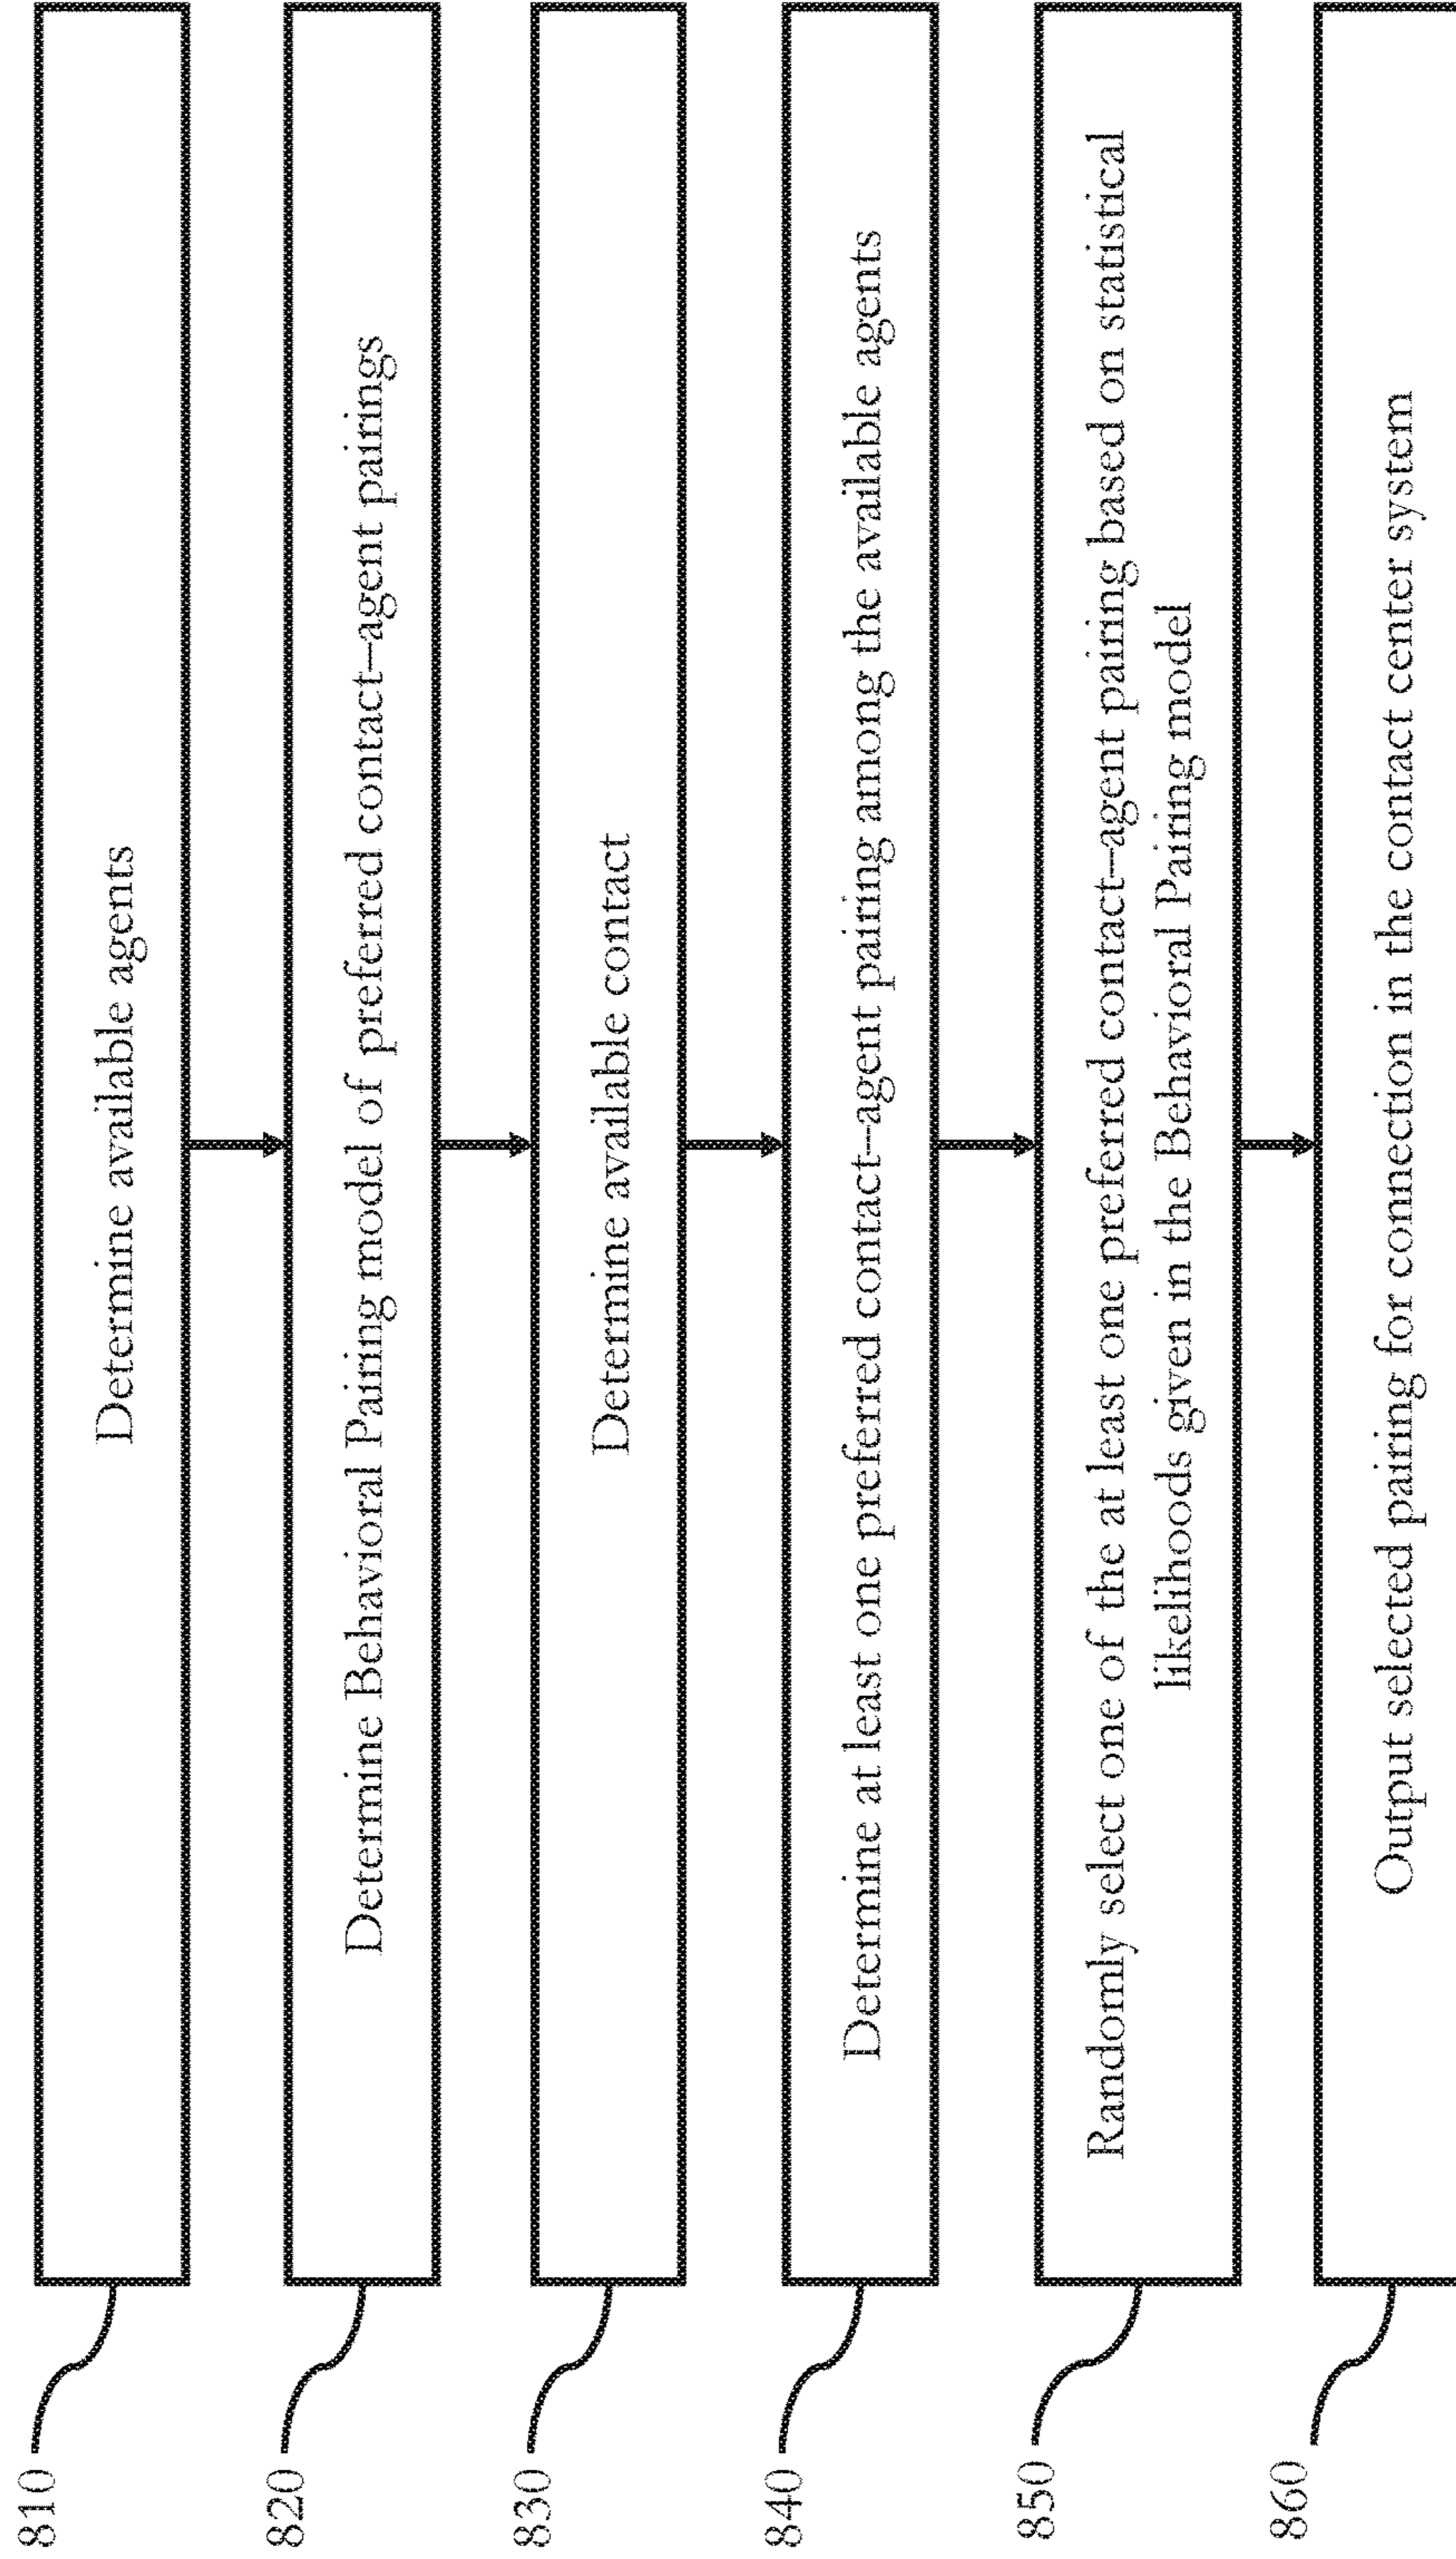 810
Determine available agents
820
Determine Behavioral Pairing model of preferred contact–agent pairings
830
Determine available contact
840
Determine at least one preferred contact–agent pairing among the available agents
850
Randomly select one of the at least one preferred contact–agent pairing based on statistical
likelihoods given in the Behavioral Pairing model
860
Output selected pairing for connection in the contact center system